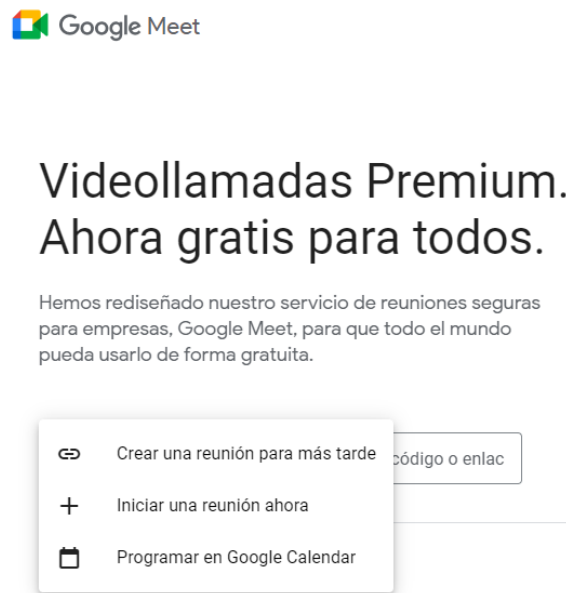 Google Meet
Videollamadas Premium.
Ahora gratis para todos.
Hemos rediseñado nuestro servicio de reuniones seguras
para empresas, Google Meet, para que todo el mundo
pueda usarlo de forma gratuita.
Crear una reunión para más tarde
código o enlac
Iniciar una reunión ahora
Programar en Google Calendar